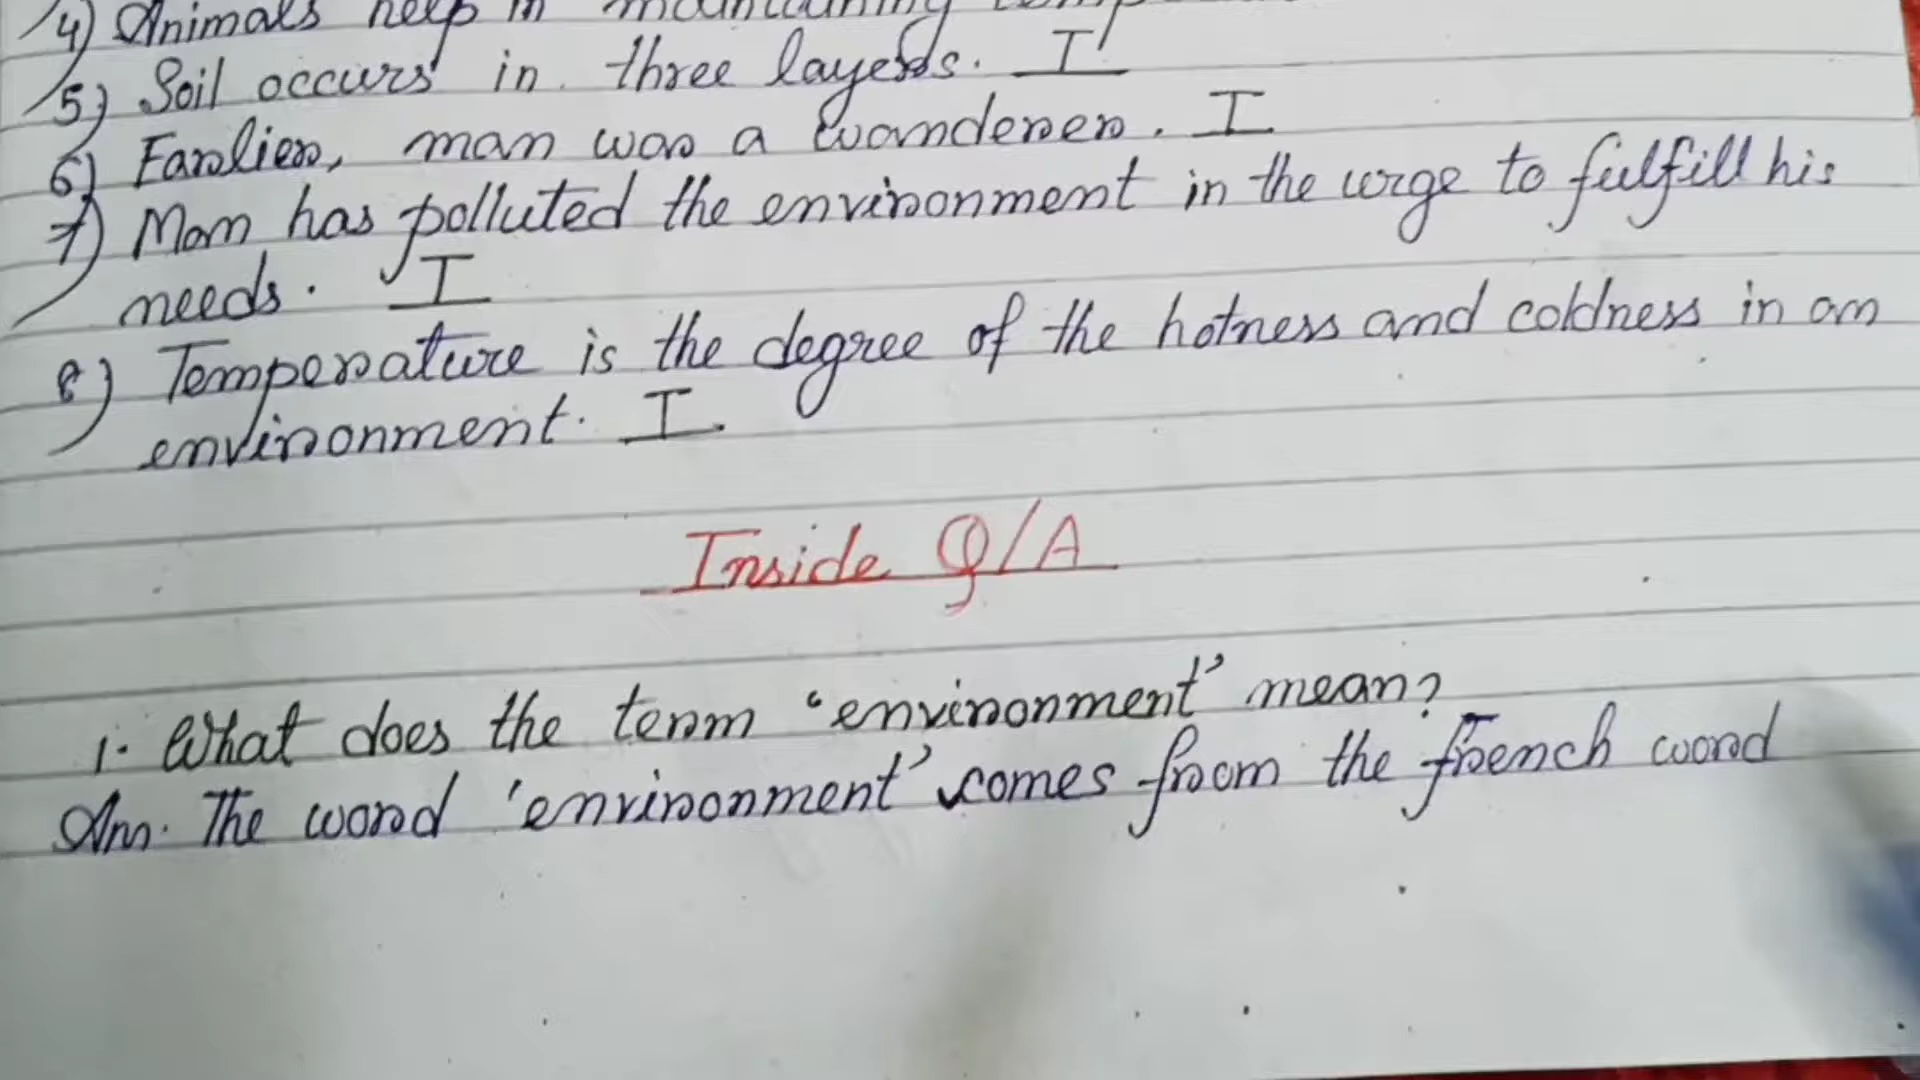 4) Animals help in maintaining
5) Soil occurs in three layers. T
6) Earlier, man was a wanderer. T
7) Man has polluted the environment in the urge to fulfill his
needs. T
8) Temperature is the degree of the hotness and coldness in an
environment. T
Inside Q/A
1. What does the term 'environment' mean?
Ans. The word 'environment' comes from the french word